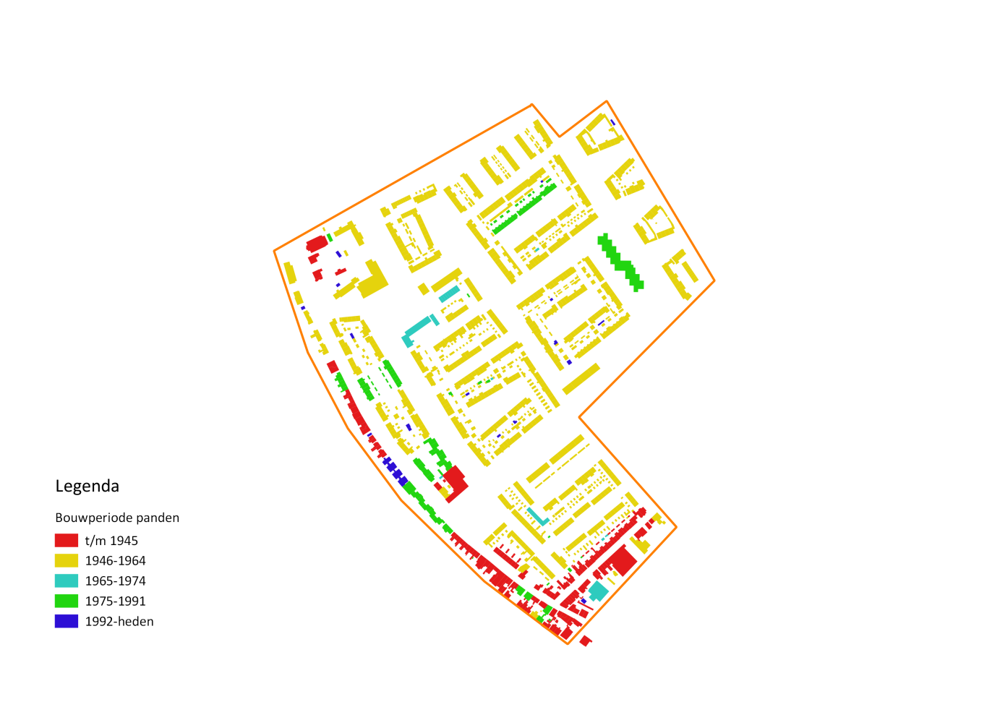 Legenda
Bouwperiode panden
t/m 1945
1946-1964
1965-1974
1975-1991
1992-heden